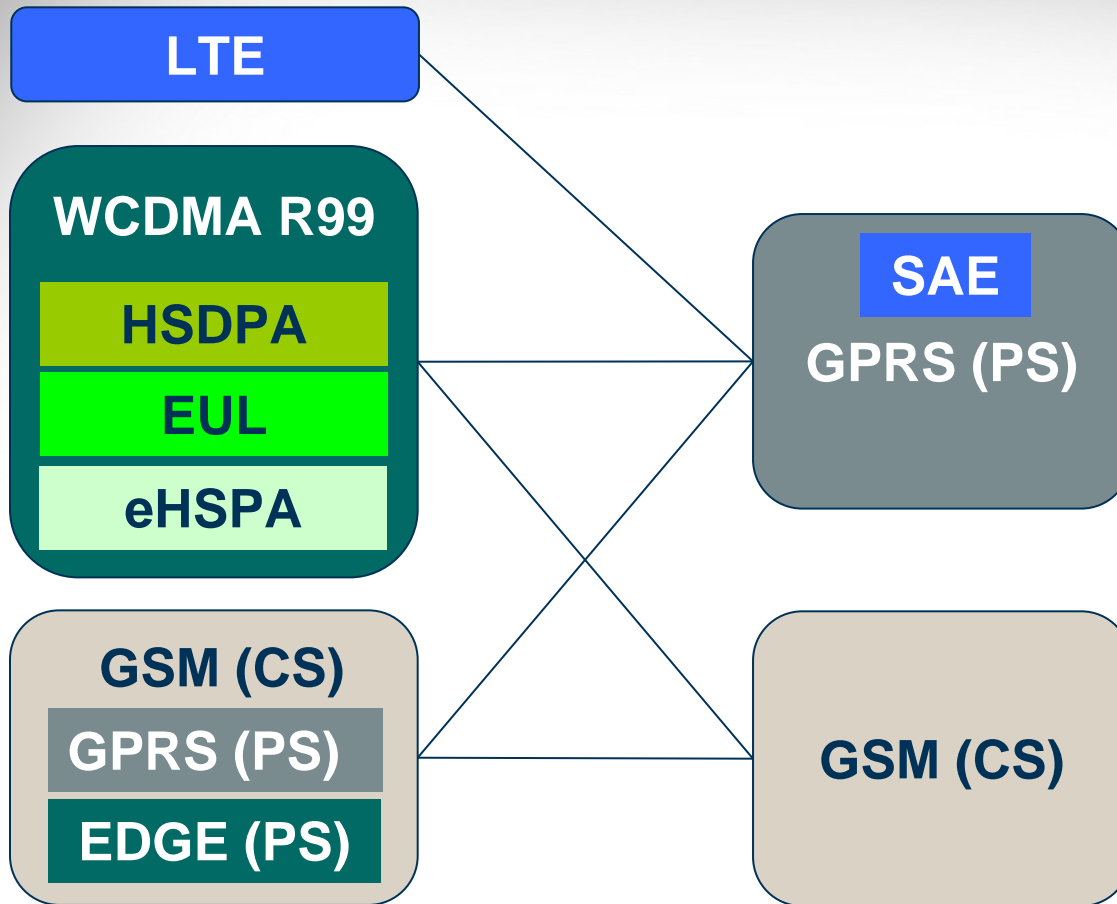 LTE
WCDMA R99
HSDPA
EUL
eHSPA
GSM (CS)
GPRS (PS)
EDGE (PS)
SAE
GPRS (PS)
GSM (CS)